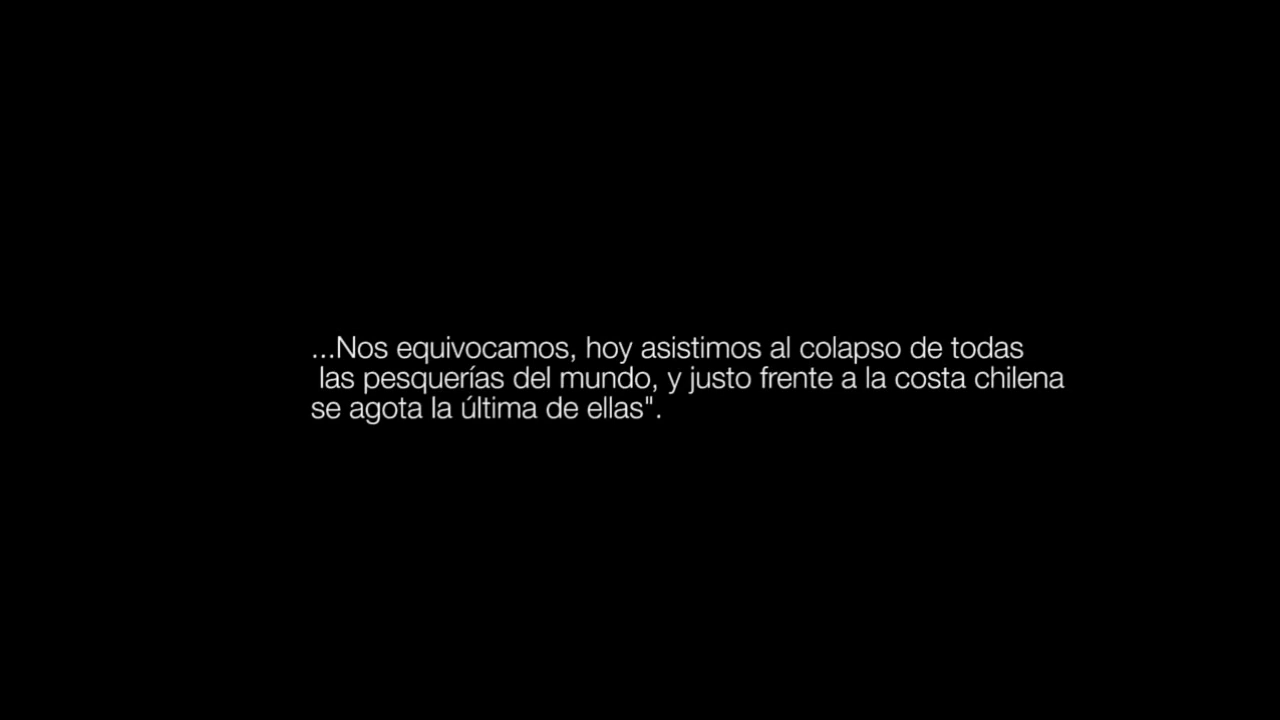 ...Nos equivocamos, hoy asistimos al colapso de todas
las pesquerías del mundo, y justo frente a la costa chilena
se agota la última de ellas".